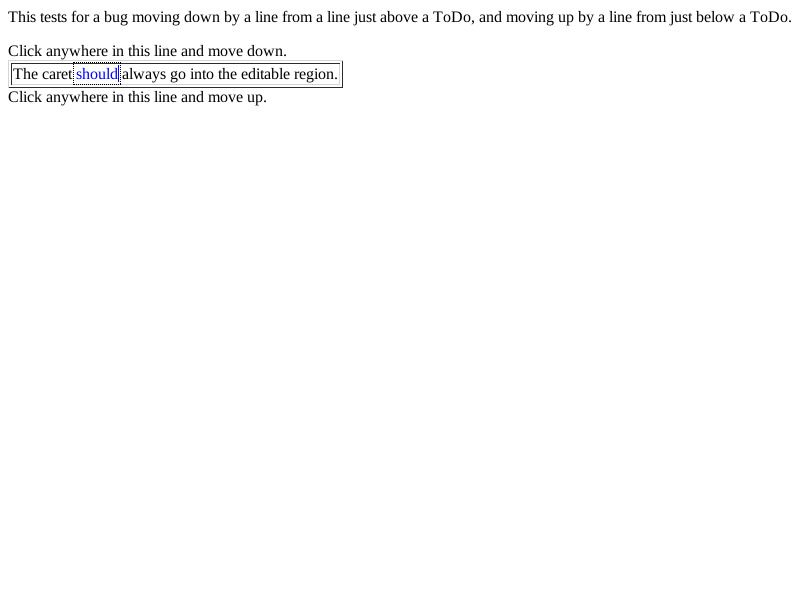 This tests for a bug moving down by a line from a line just above a ToDo, and moving up by a line from just below a ToDo.
Click anywhere in this line and move down.
The caret should always go into the editable region.
Click anywhere in this line and move up.